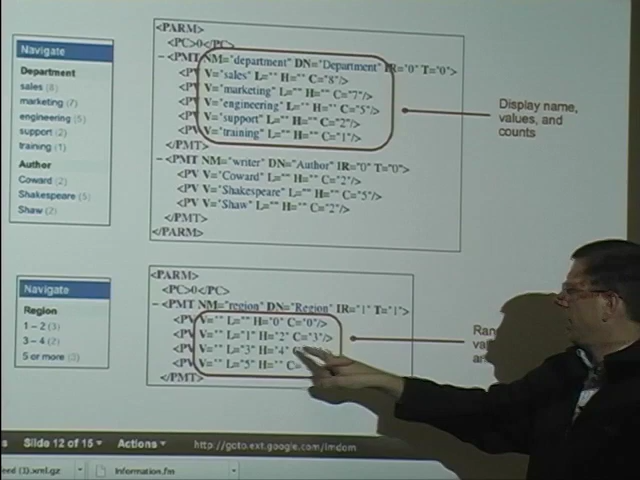 Navigate
Department
sales (8)
marketing (7)
engineering (5)
support (2)
training (1)
Author
Coward (2)
Shakespeare (5)
Shaw (2)
<PARM>
<PC>0</PC>
− <PMT NM="department" DN="Department" IR="0" T="0">
<PV V="sales" L="" H="" C="8"/>
<PV V="marketing" L="" H="" C="7"/>
<PV V="engineering" L="" H="" C="5"/>
<PV V="support" L="" H="" C="2"/>
<PV V="training" L="" H="" C="1"/>
</PMT>
− <PMT NM="writer" DN="Author" IR="0" T="0">
<PV V="Coward" L="" H="" C="2"/>
<PV V="Shakespeare" L="" H="" C="5"/>
<PV V="Shaw" L="" H="" C="2"/>
</PMT>
</PARM>
Display name,
values, and
counts
Navigate
Region
1 – 2 (3)
3 – 4 (2)
5 or more (3)
<PARM>
<PC>0</PC>
− <PMT NM="region" DN="Region" IR="1" T="1">
<PV V="" L="" H="0" C="0"/>
<PV V="" L="1" H="2" C="3"/>
<PV V="" L="3" H="4"
<PV V="" L="5" H="" C=
</PMT>
Slide 12 of 15 Actions http://goto.ext.google.com/lmdom
(1).xml.gz Information.fm